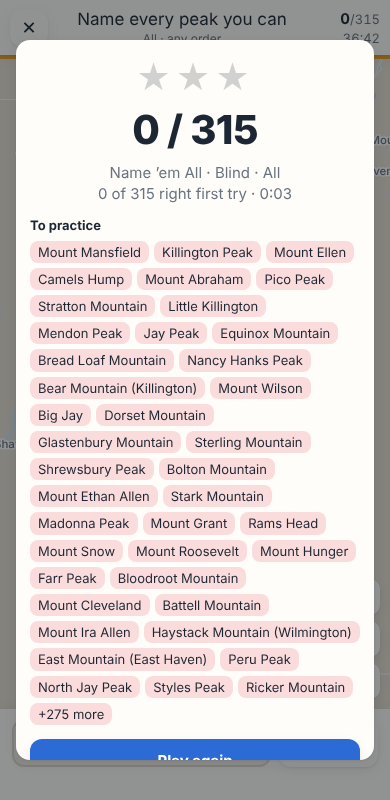 Name every peak you can
0/315
All · any order
36:42
0 / 315
Name ’em All · Blind · All
0 of 315 right first try · 0:03
To practice
Mount Mansfield Killington Peak Mount Ellen
Camels Hump Mount Abraham Pico Peak
Stratton Mountain Little Killington
Mendon Peak Jay Peak Equinox Mountain
Bread Loaf Mountain Nancy Hanks Peak
Bear Mountain (Killington) Mount Wilson
Big Jay Dorset Mountain
Glastenbury Mountain Sterling Mountain
Shrewsbury Peak Bolton Mountain
Mount Ethan Allen Stark Mountain
Madonna Peak Mount Grant Rams Head
Mount Snow Mount Roosevelt Mount Hunger
Farr Peak Bloodroot Mountain
Mount Cleveland Battell Mountain
Mount Ira Allen Haystack Mountain (Wilmington)
East Mountain (East Haven) Peru Peak
North Jay Peak Styles Peak Ricker Mountain
+275 more
Play again